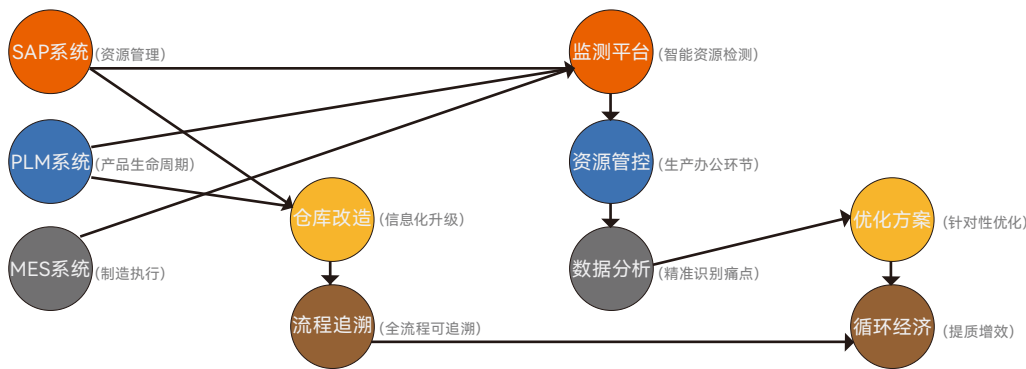 SAP系统
(资源管理)
监测平台
(智能资源检测)
PLM系统
(产品生命周期)
资源管控
(生产办公环节)
仓库改造
(信息化升级)
优化方案
(针对性优化)
MES系统
(制造执行)
数据分析
(精准识别痛点)
流程追溯
(全流程可追溯)
循环经济
(提质增效)